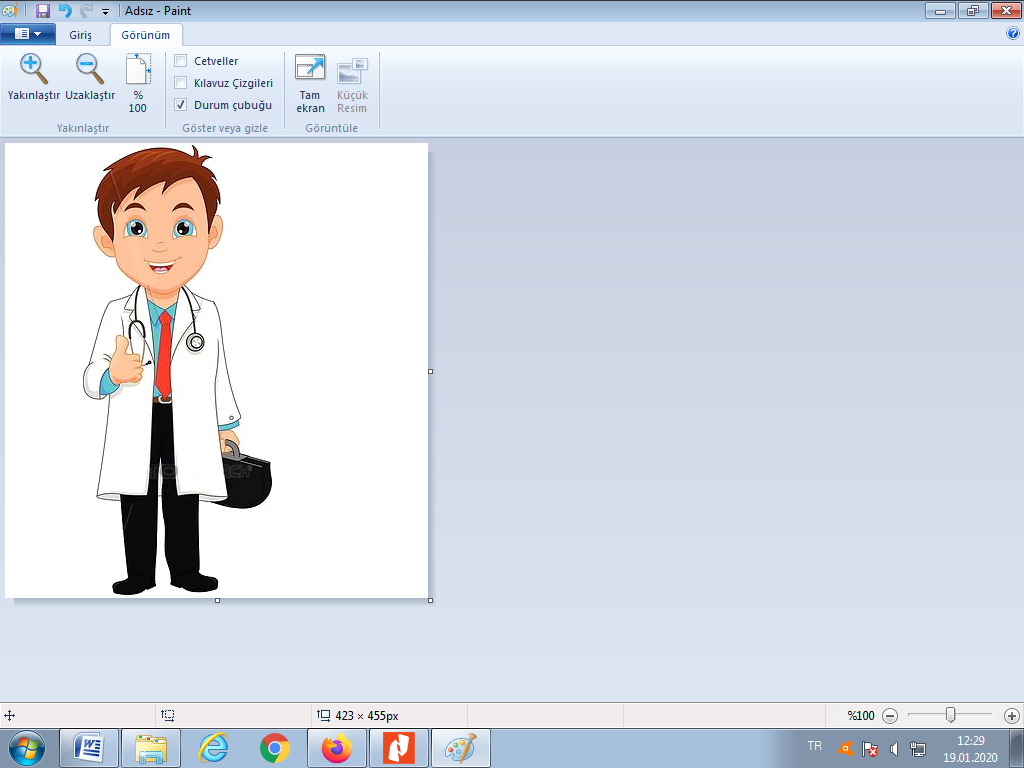 Adsız - Paint
Giriş
Görünüm
Yakınlaştır
Uzaklaştır
%
100
Cetveller
Kılavuz Çizgileri
Durum çubuğu
Tam
ekran
Küçük
Resim
Yakınlaştır
Göster veya gizle
Görüntüle
423 × 455px
%100
TR
12:29
19.01.2020